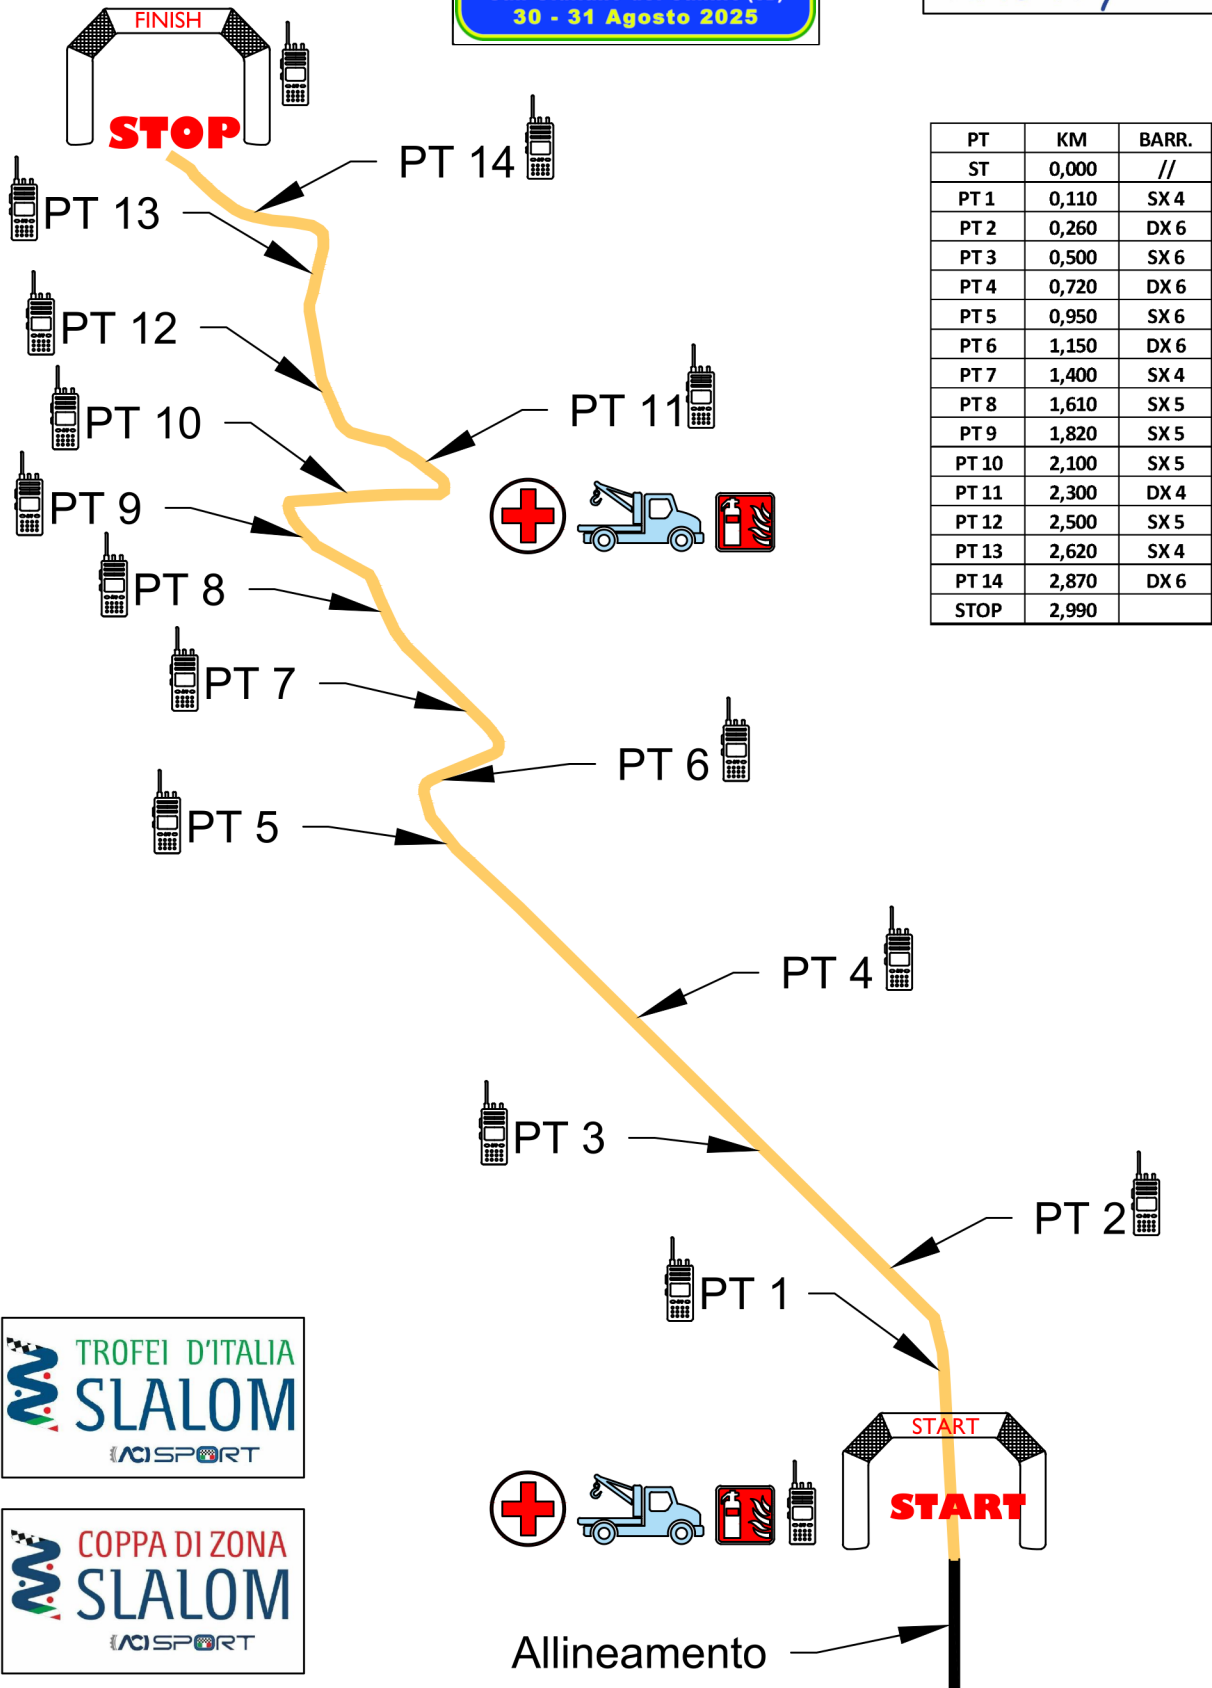 30 - 31 Agosto 2025
FINISH
STOP
PT 14
PT 13
PT 12
PT 11
PT 10
PT 9
PT 8
PT 7
PT 6
PT 5
PT 4
PT 3
PT 2
PT 1
START
START
Allineamento
PT KM BARR.
ST 0,000 //
PT 1 0,110 SX 4
PT 2 0,260 DX 6
PT 3 0,500 SX 6
PT 4 0,720 DX 6
PT 5 0,950 SX 6
PT 6 1,150 DX 6
PT 7 1,400 SX 4
PT 8 1,610 SX 5
PT 9 1,820 SX 5
PT 10 2,100 SX 5
PT 11 2,300 DX 4
PT 12 2,500 SX 5
PT 13 2,620 SX 4
PT 14 2,870 DX 6
STOP 2,990
TROFEI D'ITALIA
SLALOM
ACI SPORT
COPPA DI ZONA
SLALOM
ACI SPORT